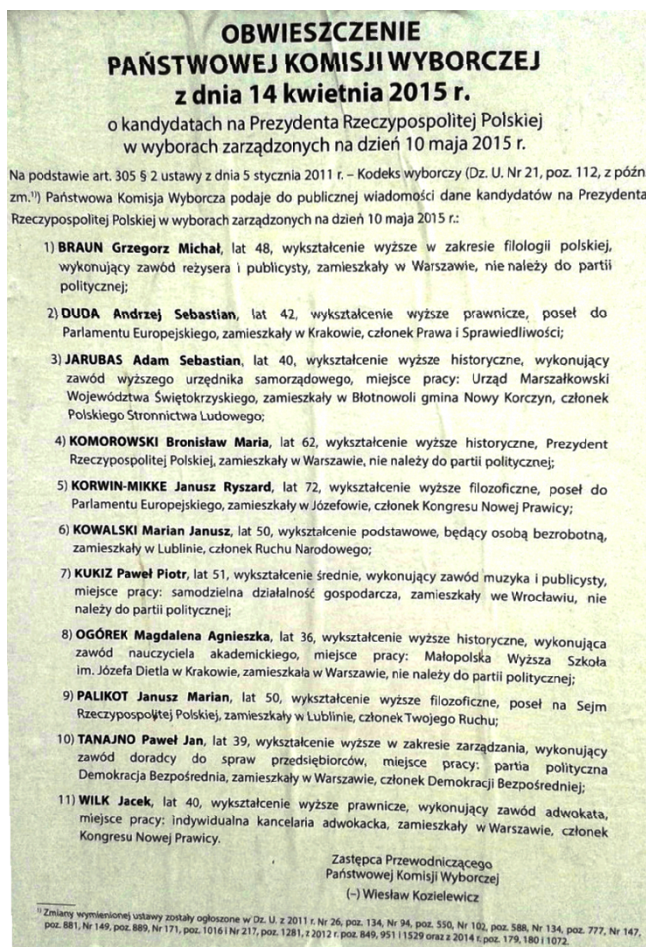 OBWIESZCZENIE
PAŃSTWOWEJ KOMISJI WYBORCZEJ
z dnia 14 kwietnia 2015 r.
o kandydatach na Prezydenta Rzeczypospolitej Polskiej
w wyborach zarządzonych na dzień 10 maja 2015 r.
Na podstawie art. 305 § 2 ustawy z dnia 5 stycznia 2011 r. – Kodeks wyborczy (Dz. U. Nr 21, poz. 112, z późn
zm.¹⁾) Państwowa Komisja Wyborcza podaje do publicznej wiadomości dane kandydatów na Prezydenta
Rzeczypospolitej Polskiej w wyborach zarządzonych na dzień 10 maja 2015 r.:
1) BRAUN Grzegorz Michał, lat 48, wykształcenie wyższe w zakresie filologii polskiej,
wykonujący zawód reżysera i publicysty, zamieszkały w Warszawie, nie należy do partii
politycznej;
2) DUDA Andrzej Sebastian, lat 42, wykształcenie wyższe prawnicze, poseł do
Parlamentu Europejskiego, zamieszkały w Krakowie, członek Prawa i Sprawiedliwości;
3) JARUBAS Adam Sebastian, lat 40, wykształcenie wyższe historyczne, wykonujący
zawód wyższego urzędnika samorządowego, miejsce pracy: Urząd Marszałkowski
Województwa Świętokrzyskiego, zamieszkały w Błotnowoli gmina Nowy Korczyn, członek
Polskiego Stronnictwa Ludowego;
4) KOMOROWSKI Bronisław Maria, lat 62, wykształcenie wyższe historyczne, Prezydent
Rzeczypospolitej Polskiej, zamieszkały w Warszawie, nie należy do partii politycznej;
5) KORWIN-MIKKE Janusz Ryszard, lat 72, wykształcenie wyższe filozoficzne, poseł do
Parlamentu Europejskiego, zamieszkały w Józefowie, członek Kongresu Nowej Prawicy;
6) KOWALSKI Marian Janusz, lat 50, wykształcenie podstawowe, będący osobą bezrobotną,
zamieszkały w Lublinie, członek Ruchu Narodowego;
7) KUKIZ Paweł Piotr, lat 51, wykształcenie średnie, wykonujący zawód muzyka i publicysty,
miejsce pracy: samodzielna działalność gospodarcza, zamieszkały we Wrocławiu, nie
należy do partii politycznej;
8) OGÓREK Magdalena Agnieszka, lat 36, wykształcenie wyższe historyczne, wykonująca
zawód nauczyciela akademickiego, miejsce pracy: Małopolska Wyższa Szkoła
im. Józefa Dietla w Krakowie, zamieszkała w Warszawie, nie należy do partii politycznej;
9) PALIKOT Janusz Marian, lat 50, wykształcenie wyższe filozoficzne, poseł na Sejm
Rzeczypospolitej Polskiej, zamieszkały w Lublinie, członek Twojego Ruchu;
10) TANAJNO Paweł Jan, lat 39, wykształcenie wyższe w zakresie zarządzania, wykonujący
zawód doradcy do spraw przedsiębiorców, miejsce pracy: partia polityczna
Demokracja Bezpośrednia, zamieszkały w Warszawie, członek Demokracji Bezpośredniej;
11) WILK Jacek, lat 40, wykształcenie wyższe prawnicze, wykonujący zawód adwokata,
miejsce pracy: indywidualna kancelaria adwokacka, zamieszkały w Warszawie, członek
Kongresu Nowej Prawicy.
Zastępca Przewodniczącego
Państwowej Komisji Wyborczej
(–) Wiesław Kozielewicz
¹⁾ Zmiany wymienionej ustawy zostały ogłoszone w Dz. U. z 2011 r. Nr 26, poz. 134, Nr 94, poz. 550, Nr 102, poz. 588, Nr 134, poz. 777, Nr 147,
poz. 881, Nr 149, poz. 889, Nr 171, poz. 1016 i Nr 217, poz. 1281, z 2012 r. poz. 849, 951 i 1529 oraz z 2014 r. poz. 179, 180 i 1072.